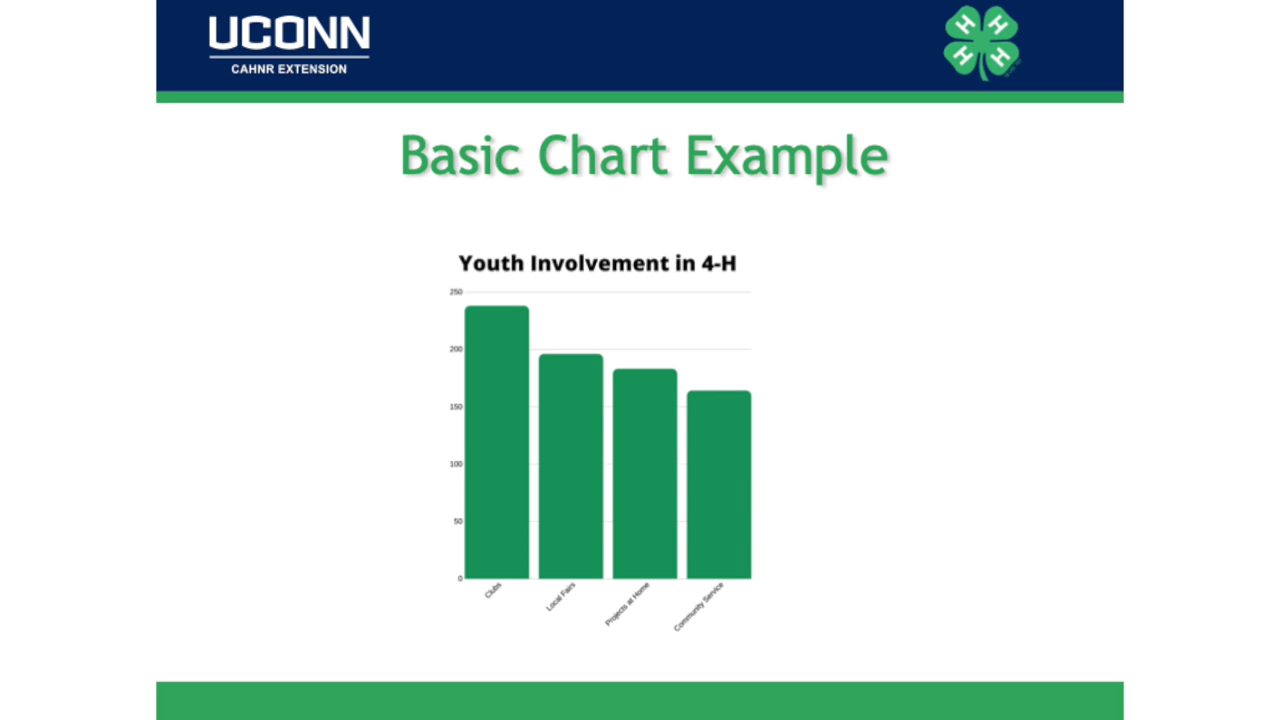 UCONN
CAHNR EXTENSION
H H
H H
Basic Chart Example
Youth Involvement in 4-H
250
200
150
100
50
0
Clubs
Local Fairs
Projects at Home
Community Service